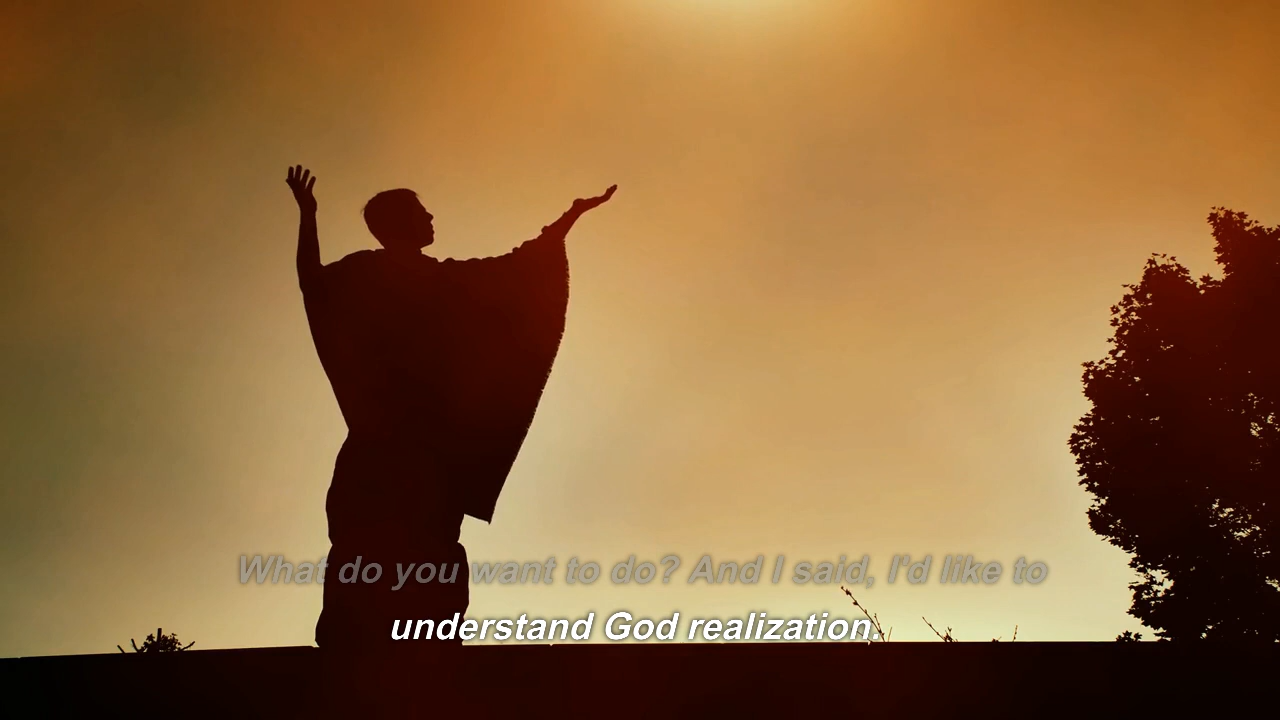 What do you want to do? And I said, I'd like to
understand God realization.